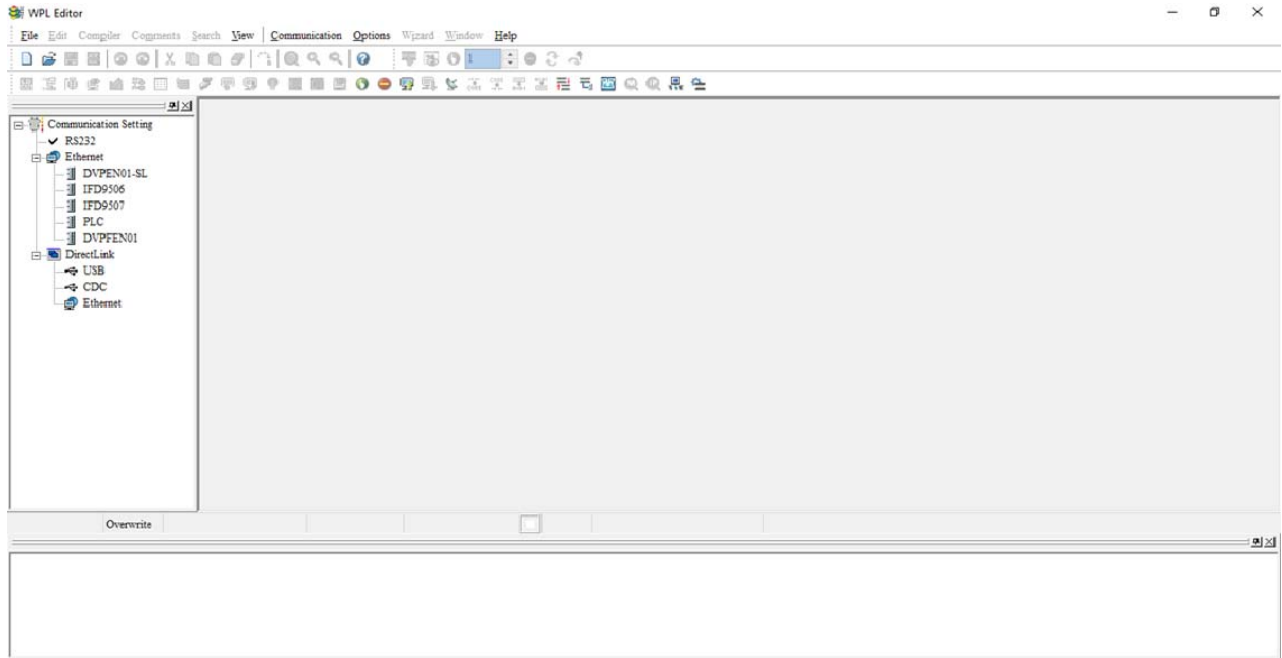 WPL Editor
File Edit Compiler Comments Search View Communication Options Wizard Window Help
1
Communication Setting
RS232
Ethernet
DVPEN01-SL
IFD9506
IFD9507
PLC
DVPFEN01
DirectLink
USB
CDC
Ethernet
Overwrite